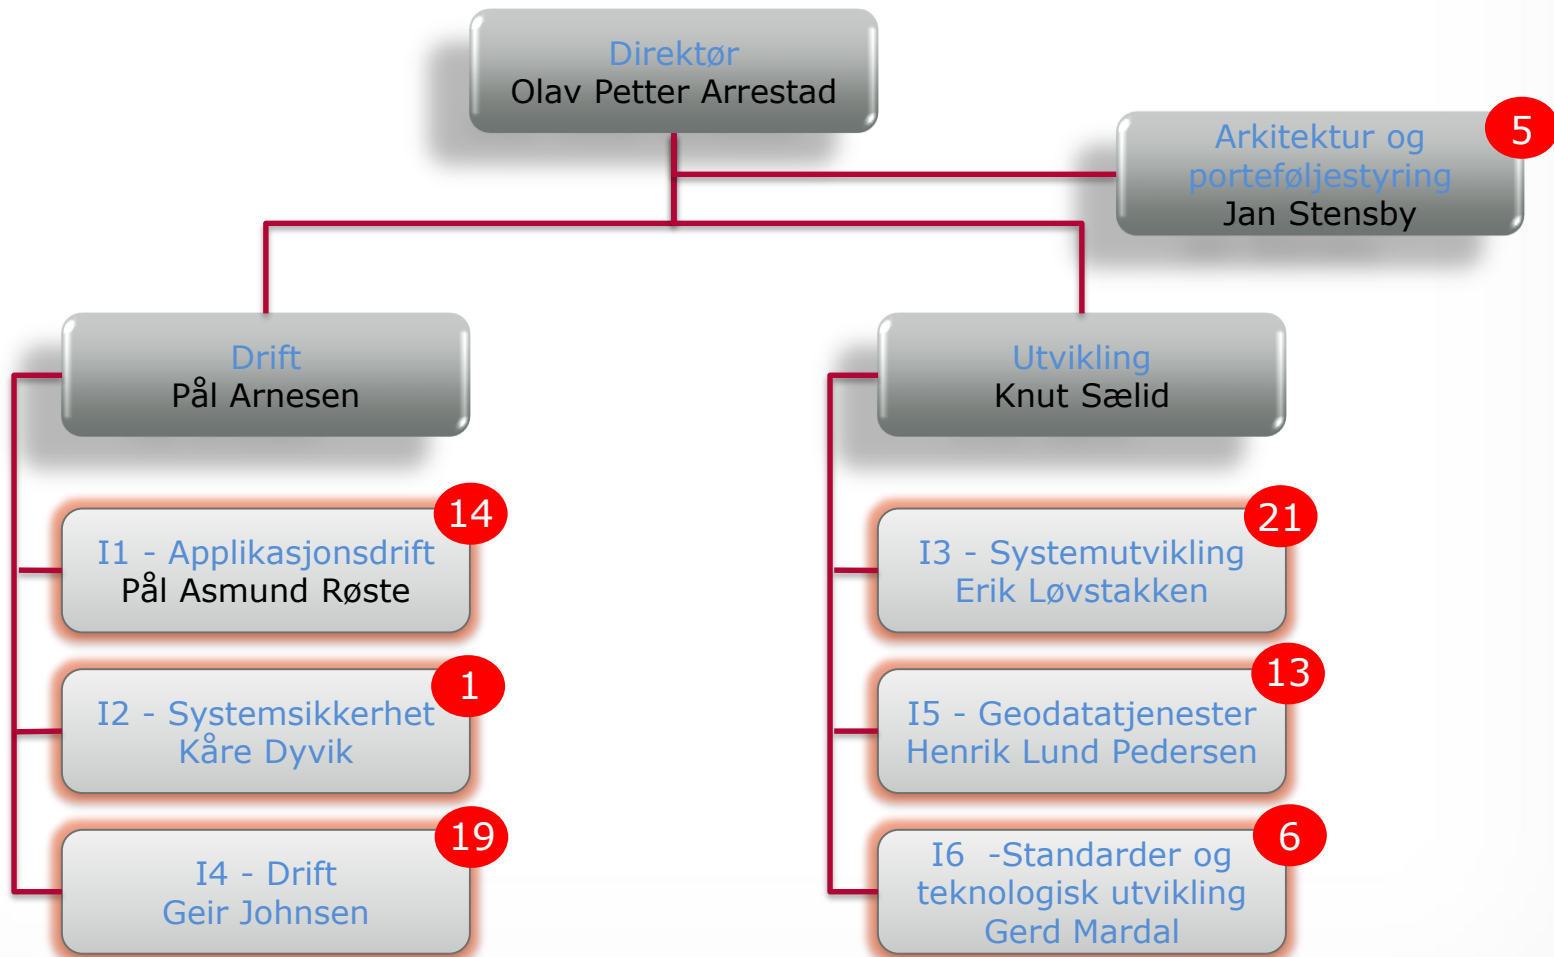 Direktør
Olav Petter Arrestad
5
Arkitektur og
porteføljestyring
Jan Stensby
Drift
Pål Arnesen
Utvikling
Knut Sælid
14
I1 - Applikasjonsdrift
Pål Asmund Røste
1
I2 - Systemsikkerhet
Kåre Dyvik
19
I4 - Drift
Geir Johnsen
21
I3 - Systemutvikling
Erik Løvstakken
13
I5 - Geodatatjenester
Henrik Lund Pedersen
6
I6  -Standarder og
teknologisk utvikling
Gerd Mardal